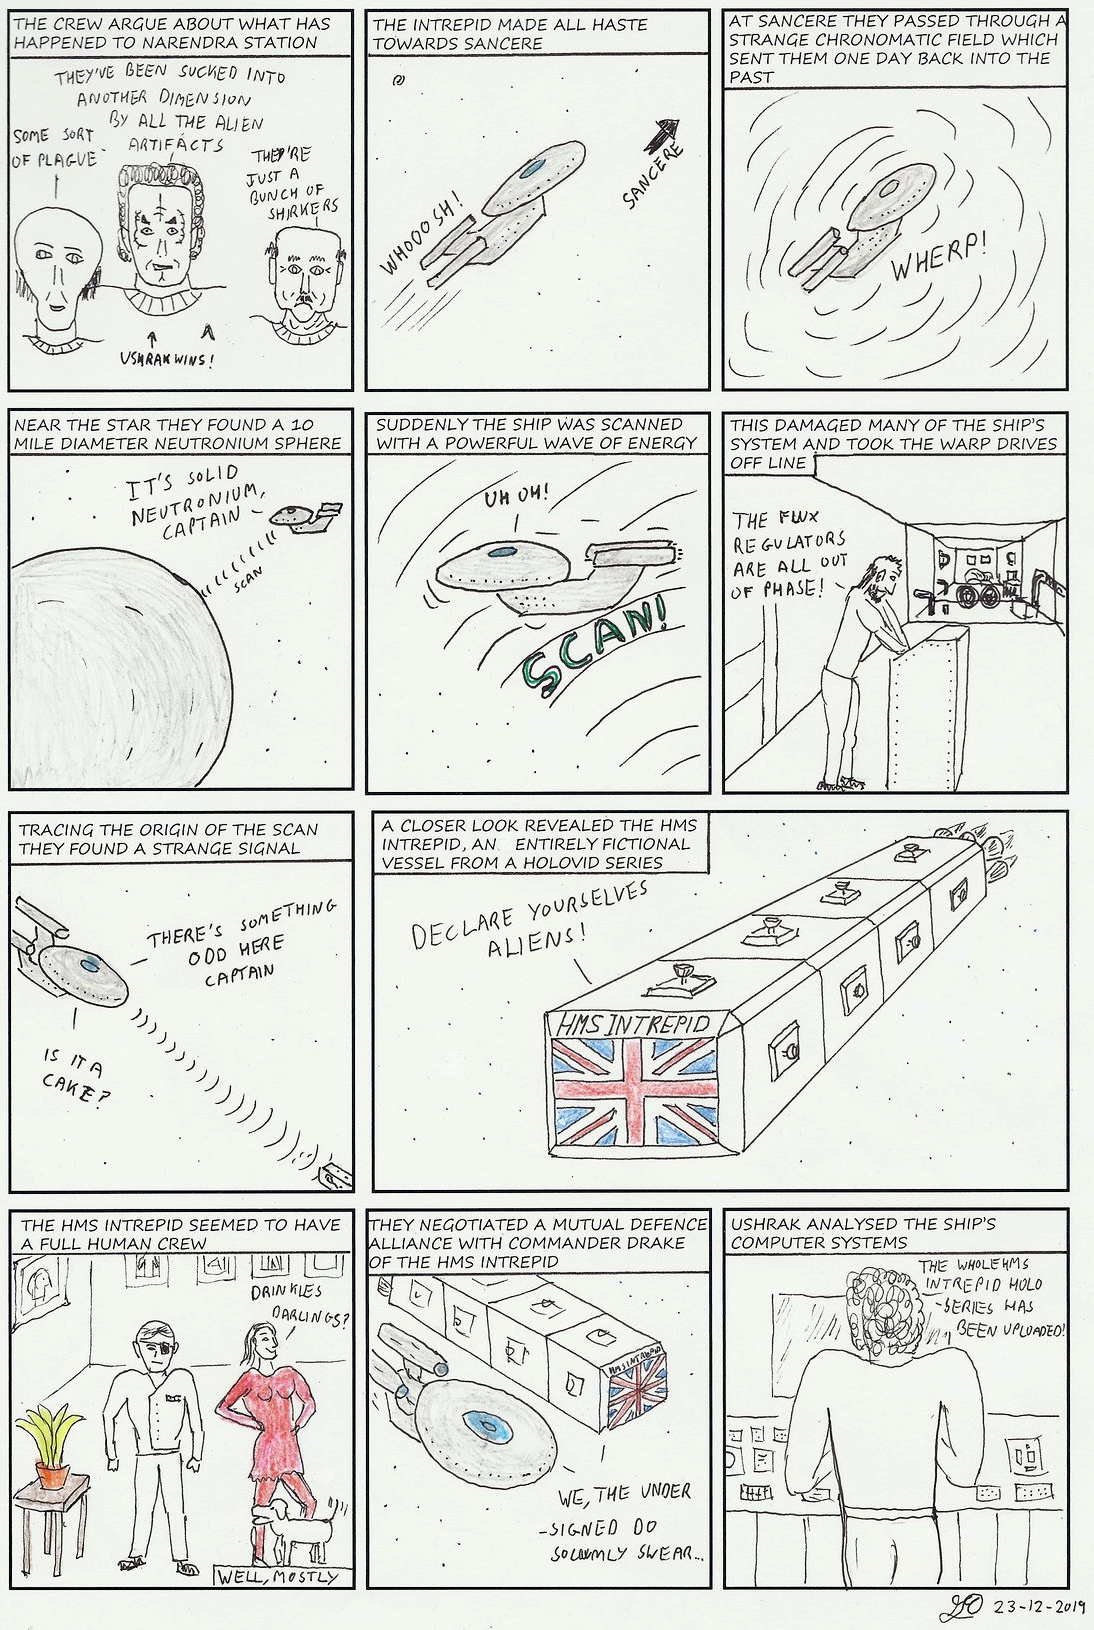 THE CREW ARGUE ABOUT WHAT HAS
HAPPENED TO NARENDRA STATION
THEY'VE BEEN SUCKED INTO
ANOTHER DIMENSION
BY ALL THE ALIEN
ARTIFACTS
SOME SORT
OF PLAGUE
THEY'RE
JUST A
BUNCH OF
SHIRKERS
USHRAK WINS!
THE INTREPID MADE ALL HASTE
TOWARDS SANCERE
SANCERE
WHOOOSH!
AT SANCERE THEY PASSED THROUGH A
STRANGE CHRONOMATIC FIELD WHICH
SENT THEM ONE DAY BACK INTO THE
PAST
WHERP!
NEAR THE STAR THEY FOUND A 10
MILE DIAMETER NEUTRONIUM SPHERE
IT'S SOLID
NEUTRONIUM,
CAPTAIN
SCAN
SUDDENLY THE SHIP WAS SCANNED
WITH A POWERFUL WAVE OF ENERGY
UH OH!
SCAN!
THIS DAMAGED MANY OF THE SHIP'S
SYSTEM AND TOOK THE WARP DRIVES
OFF LINE
THE FLUX
REGULATORS
ARE ALL OUT
OF PHASE!
TRACING THE ORIGIN OF THE SCAN
THEY FOUND A STRANGE SIGNAL
THERE'S SOMETHING
ODD HERE
CAPTAIN
IS IT A
CAKE?
A CLOSER LOOK REVEALED THE HMS
INTREPID, AN ENTIRELY FICTIONAL
VESSEL FROM A HOLOVID SERIES
DECLARE YOURSELVES
ALIENS!
HMS INTREPID
THE HMS INTREPID SEEMED TO HAVE
A FULL HUMAN CREW
DRINKLES
DARLINGS?
WELL, MOSTLY
THEY NEGOTIATED A MUTUAL DEFENCE
ALLIANCE WITH COMMANDER DRAKE
OF THE HMS INTREPID
HMS INTREPID
WE, THE UNDER
-SIGNED DO
SOLEMLY SWEAR...
USHRAK ANALYSED THE SHIP'S
COMPUTER SYSTEMS
THE WHOLE HMS
INTREPID HOLO
-SERIES HAS
BEEN UPLOADED!
23-12-2019